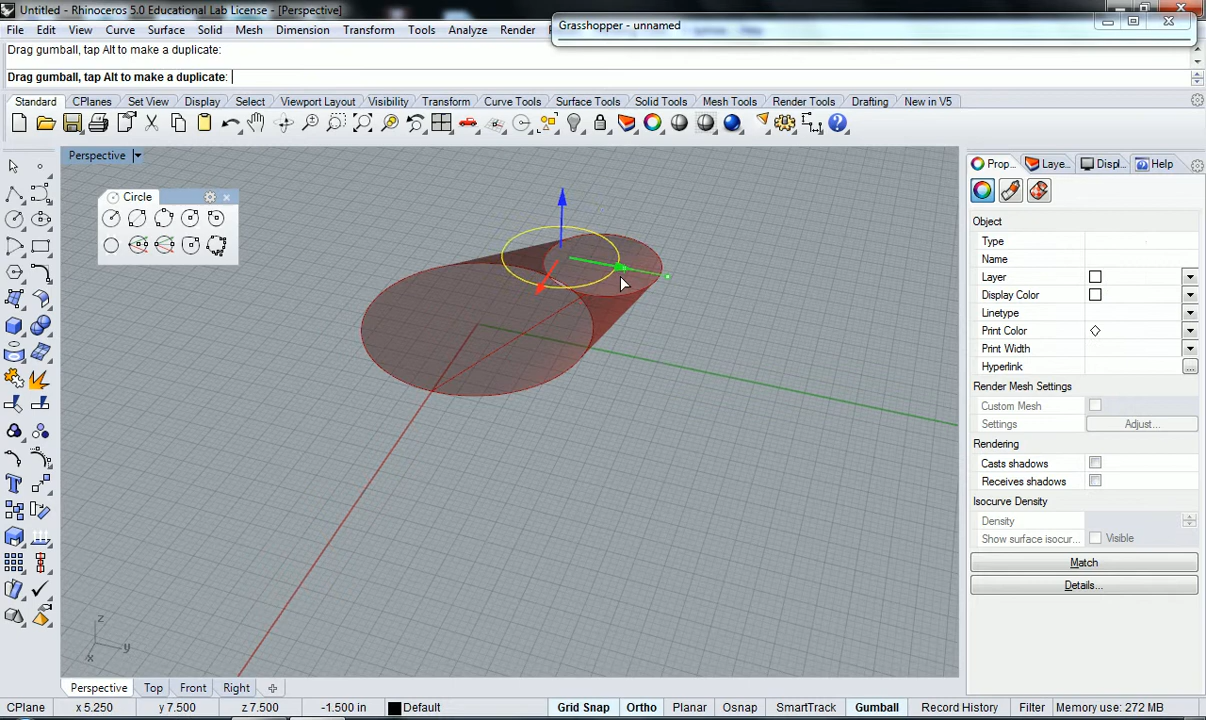 Untitled - Rhinoceros 5.0 Educational Lab License - [Perspective]
Grasshopper - unnamed
File Edit View Curve Surface Solid Mesh Dimension Transform Tools Analyze Render
Drag gumball, tap Alt to make a duplicate:
Drag gumball, tap Alt to make a duplicate:
Standard CPlanes Set View Display Select Viewport Layout Visibility Transform Curve Tools Surface Tools Solid Tools Mesh Tools Render Tools Drafting New in V5
Perspective
Circle
Prop... Laye... Displ... Help
Object
Type
Name
Layer
Display Color
Linetype
Print Color
Print Width
Hyperlink
...
Render Mesh Settings
Custom Mesh
Settings Adjust...
Rendering
Casts shadows
Receives shadows
Isocurve Density
Density
Show surface isocur... Visible
Match
Details...
z
y
x
Perspective Top Front Right
CPlane x 5.250 y 7.500 z 7.500 -1.500 in Default Grid Snap Ortho Planar Osnap SmartTrack Gumball Record History Filter Memory use: 272 MB